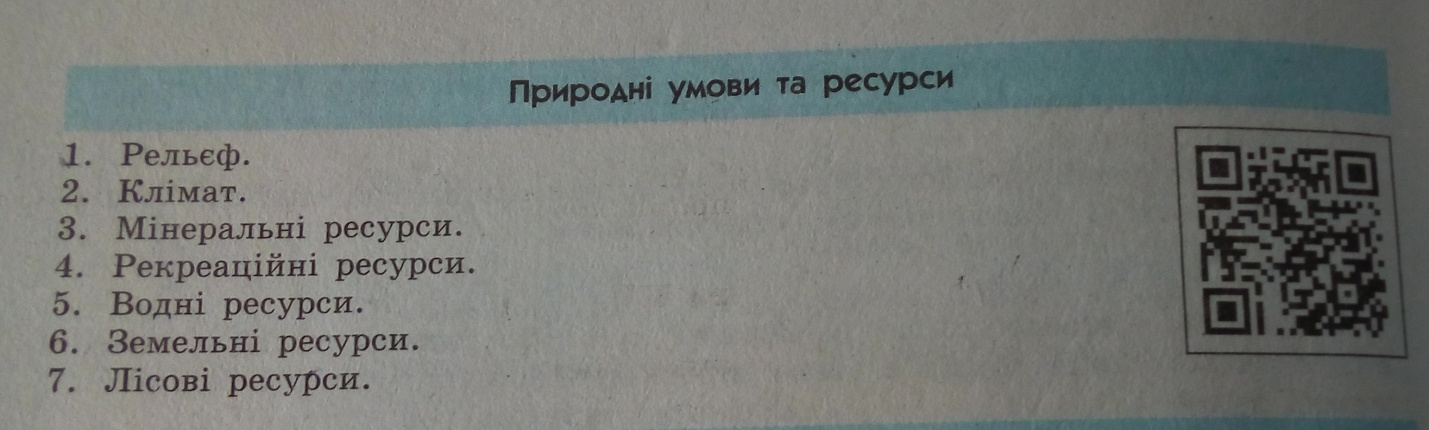 Природні умови та ресурси
1. Рельєф.
2. Клімат.
3. Мінеральні ресурси.
4. Рекреаційні ресурси.
5. Водні ресурси.
6. Земельні ресурси.
7. Лісові ресурси.